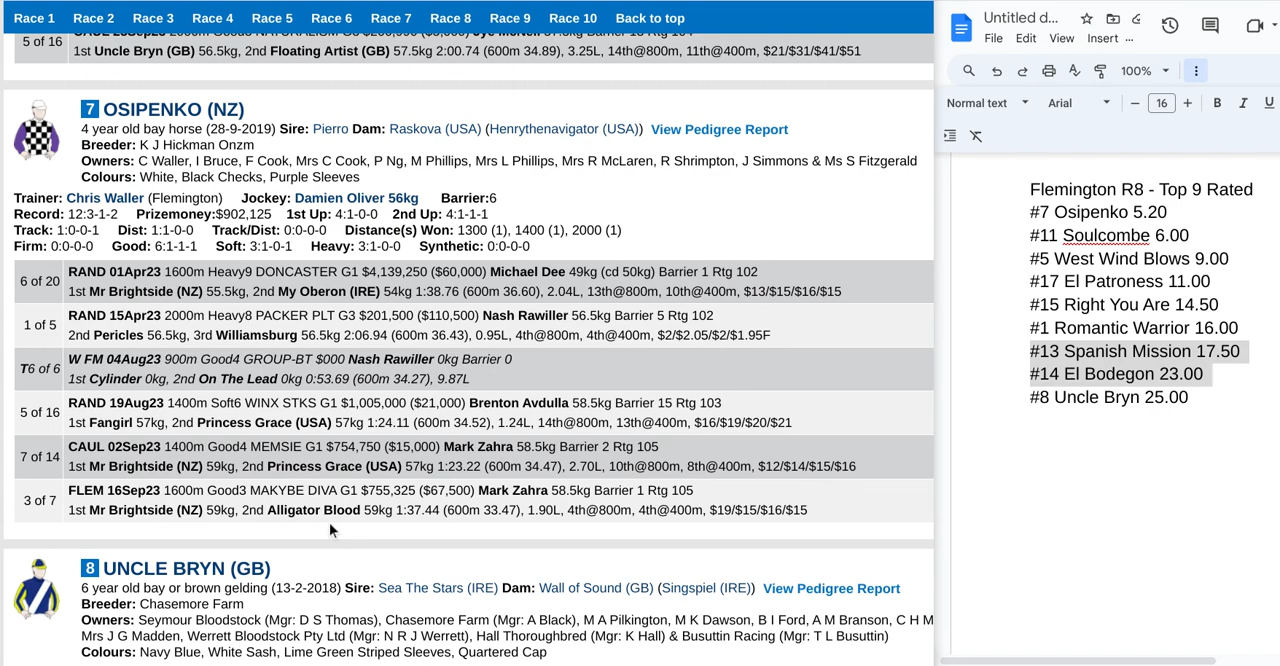 Race 1 Race 2 Race 3 Race 4 Race 5 Race 6 Race 7 Race 8 Race 9 Race 10 Back to top
5 of 16
1st Uncle Bryn (GB) 56.5kg, 2nd Floating Artist (GB) 57.5kg 2:00.74 (600m 34.89), 3.25L, 14th@800m, 11th@400m, $21/$31/$41/$51
7 OSIPENKO (NZ)
4 year old bay horse (28-9-2019) Sire: Pierro Dam: Raskova (USA) (Henrythenavigator (USA)) View Pedigree Report
Breeder: K J Hickman Onzm
Owners: C Waller, I Bruce, F Cook, Mrs C Cook, P Ng, M Phillips, Mrs L Phillips, Mrs R McLaren, R Shrimpton, J Simmons & Ms S Fitzgerald
Colours: White, Black Checks, Purple Sleeves
Trainer: Chris Waller (Flemington) Jockey: Damien Oliver 56kg Barrier:6
Record: 12:3-1-2 Prizemoney:$902,125 1st Up: 4:1-0-0 2nd Up: 4:1-1-1
Track: 1:0-0-1 Dist: 1:1-0-0 Track/Dist: 0:0-0-0 Distance(s) Won: 1300 (1), 1400 (1), 2000 (1)
Firm: 0:0-0-0 Good: 6:1-1-1 Soft: 3:1-0-1 Heavy: 3:1-0-0 Synthetic: 0:0-0-0
6 of 20
RAND 01Apr23 1600m Heavy9 DONCASTER G1 $4,139,250 ($60,000) Michael Dee 49kg (cd 50kg) Barrier 1 Rtg 102
1st Mr Brightside (NZ) 55.5kg, 2nd My Oberon (IRE) 54kg 1:38.76 (600m 36.60), 2.04L, 13th@800m, 10th@400m, $13/$15/$16/$15
1 of 5
RAND 15Apr23 2000m Heavy8 PACKER PLT G3 $201,500 ($110,500) Nash Rawiller 56.5kg Barrier 5 Rtg 102
2nd Pericles 56.5kg, 3rd Williamsburg 56.5kg 2:06.94 (600m 36.43), 0.95L, 4th@800m, 4th@400m, $2/$2.05/$2/$1.95F
T6 of 6
W FM 04Aug23 900m Good4 GROUP-BT $000 Nash Rawiller 0kg Barrier 0
1st Cylinder 0kg, 2nd On The Lead 0kg 0:53.69 (600m 34.27), 9.87L
5 of 16
RAND 19Aug23 1400m Soft6 WINX STKS G1 $1,005,000 ($21,000) Brenton Avdulla 58.5kg Barrier 15 Rtg 103
1st Fangirl 57kg, 2nd Princess Grace (USA) 57kg 1:24.11 (600m 34.52), 1.24L, 14th@800m, 13th@400m, $16/$19/$20/$21
7 of 14
CAUL 02Sep23 1400m Good4 MEMSIE G1 $754,750 ($15,000) Mark Zahra 58.5kg Barrier 2 Rtg 105
1st Mr Brightside (NZ) 59kg, 2nd Princess Grace (USA) 57kg 1:23.22 (600m 34.47), 2.70L, 10th@800m, 8th@400m, $12/$14/$15/$16
3 of 7
FLEM 16Sep23 1600m Good3 MAKYBE DIVA G1 $755,325 ($67,500) Mark Zahra 58.5kg Barrier 1 Rtg 105
1st Mr Brightside (NZ) 59kg, 2nd Alligator Blood 59kg 1:37.44 (600m 33.47), 1.90L, 4th@800m, 4th@400m, $19/$15/$16/$15
8 UNCLE BRYN (GB)
6 year old bay or brown gelding (13-2-2018) Sire: Sea The Stars (IRE) Dam: Wall of Sound (GB) (Singspiel (IRE)) View Pedigree Report
Breeder: Chasemore Farm
Owners: Seymour Bloodstock (Mgr: D S Thomas), Chasemore Farm (Mgr: A Black), M A Pilkington, M K Dawson, B I Ford, A M Branson, C H M
Mrs J G Madden, Werrett Bloodstock Pty Ltd (Mgr: N R J Werrett), Hall Thoroughbred (Mgr: K Hall) & Busuttin Racing (Mgr: T L Busuttin)
Colours: Navy Blue, White Sash, Lime Green Striped Sleeves, Quartered Cap
Untitled d...
File Edit View Insert ...
100%
Normal text Arial 16 B I U
Flemington R8 - Top 9 Rated
#7 Osipenko 5.20
#11 Soulcombe 6.00
#5 West Wind Blows 9.00
#17 El Patroness 11.00
#15 Right You Are 14.50
#1 Romantic Warrior 16.00
#13 Spanish Mission 17.50
#14 El Bodegon 23.00
#8 Uncle Bryn 25.00